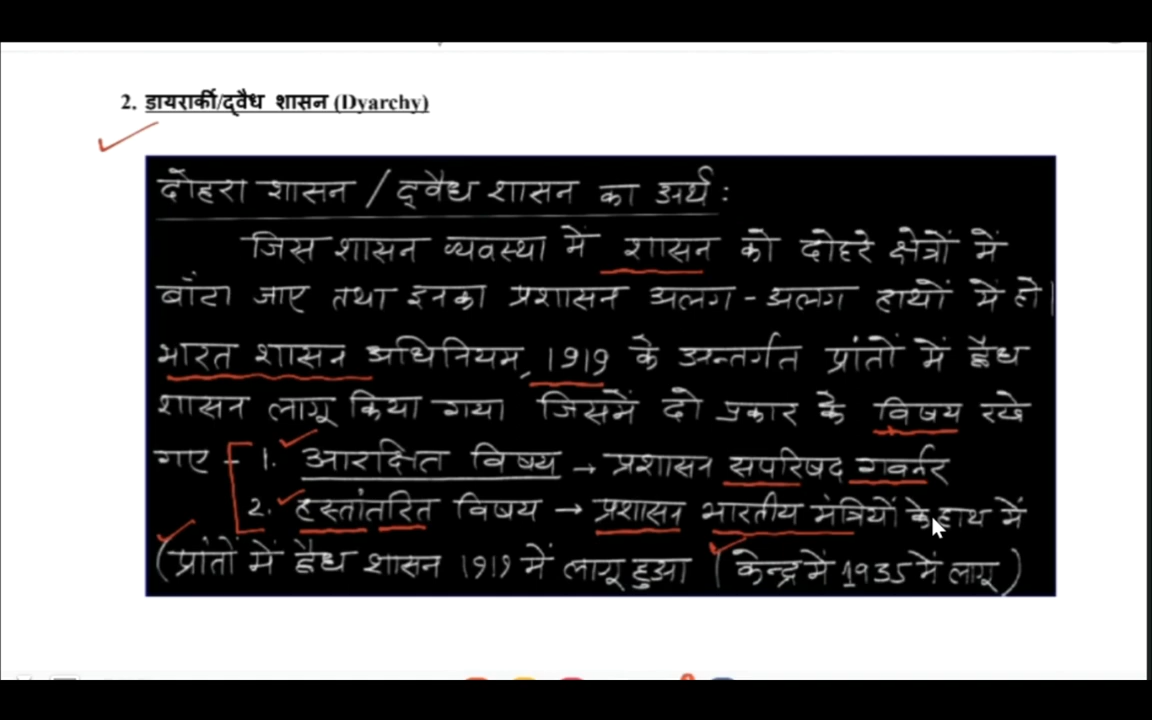 2. डायरार्की/द्वैध शासन (Dyarchy)
दोहरा शासन / द्वैध शासन का अर्थ :
जिस शासन व्यवस्था में शासन को दोहरे क्षेत्रों में
बाँटा जाए तथा इनका प्रशासन अलग - अलग हाथों में हो।
भारत शासन अधिनियम, 1919 के अन्तर्गत प्रांतों में द्वैध
शासन लागू किया गया। जिसमें दो प्रकार के विषय रखे
गए - 1. आरक्षित विषय → प्रशासन सपरिषद गवर्नर
2. हस्तांतरित विषय → प्रशासन भारतीय मंत्रियों के हाथ में
(प्रांतों में द्वैध शासन 1919 में लागू हुआ (केन्द्र में 1935 में लागू)